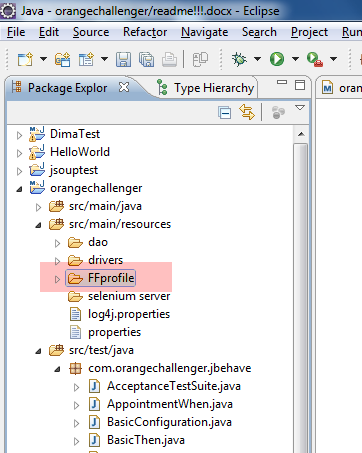 Java - orangechallenger/readme!!!.docx - Eclipse
File Edit Source Refactor Navigate Search Project Run
Package Explor Type Hierarchy
oran
DimaTest
HelloWorld
jsouptest
orangechallenger
src/main/java
src/main/resources
dao
drivers
FFprofile
selenium server
log4j.properties
properties
src/test/java
com.orangechallenger.jbehave
AcceptanceTestSuite.java
AppointmentWhen.java
BasicConfiguration.java
BasicThen.java